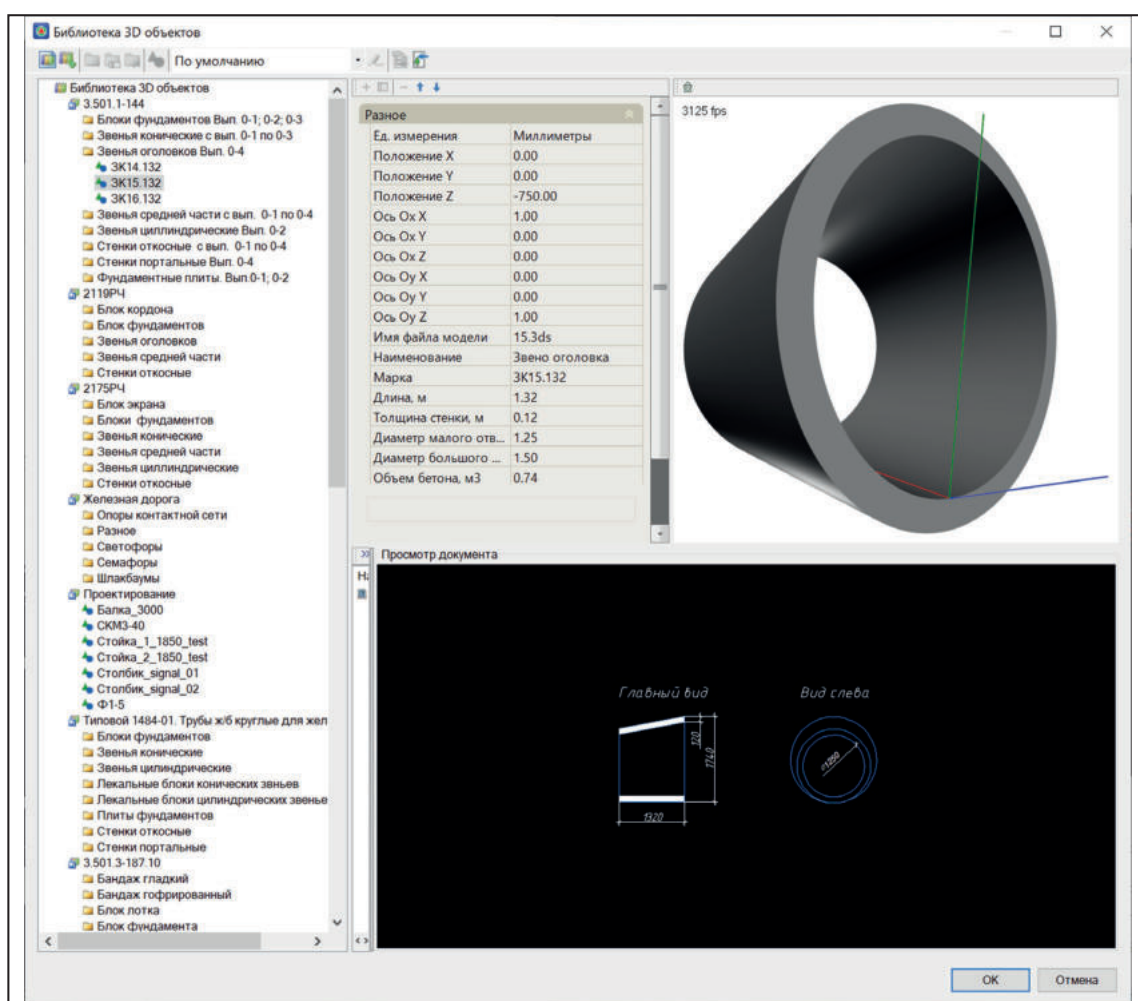 Библиотека 3D объектов
По умолчанию
Библиотека 3D объектов
3.501.1-144
Блоки фундаментов Вып. 0-1; 0-2; 0-3
Звенья конические с вып. 0-1 по 0-3
Звенья оголовков Вып. 0-4
ЗК14.132
ЗК15.132
ЗК16.132
Звенья средней части с вып. 0-1 по 0-4
Звенья цилиндрические Вып. 0-2
Стенки откосные с вып. 0-1 по 0-4
Стенки портальные Вып. 0-4
Фундаментные плиты. Вып.0-1; 0-2
2119РЧ
Блок кордона
Блок фундаментов
Звенья оголовков
Звенья средней части
Стенки откосные
2175РЧ
Блок экрана
Блоки фундаментов
Звенья конические
Звенья средней части
Звенья циллиндрические
Стенки откосные
Железная дорога
Опоры контактной сети
Разное
Светофоры
Семафоры
Шлакбаумы
Проектирование
Балка_3000
СКМ3-40
Стойка_1_1850_test
Стойка_2_1850_test
Столбик_signal_01
Столбик_signal_02
Ф1-5
Типовой 1484-01. Трубы ж/б круглые для жел
Блоки фундаментов
Звенья конические
Звенья цилиндрические
Лекальные блоки конических звньев
Лекальные блоки цилиндрических звенье
Плиты фундаментов
Стенки откосные
Стенки портальные
3.501.3-187.10
Бандаж гладкий
Бандаж гофрированный
Блок лотка
Блок фундамента
Разное
Ед. измерения Миллиметры
Положение X 0.00
Положение Y 0.00
Положение Z -750.00
Ось Ox X 1.00
Ось Ox Y 0.00
Ось Ox Z 0.00
Ось Oy X 0.00
Ось Oy Y 0.00
Ось Oy Z 1.00
Имя файла модели 15.3ds
Наименование Звено оголовка
Марка ЗК15.132
Длина, м 1.32
Толщина стенки, м 0.12
Диаметр малого отв... 1.25
Диаметр большого ... 1.50
Объем бетона, м3 0.74
3125 fps
Просмотр документа
На
Главный вид Вид слева
120
1740
⌀1250
1320
OK Отмена